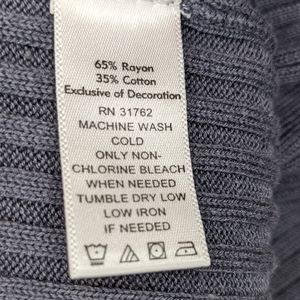 65% Rayon
35% Cotton
Exclusive of Decoration
RN 31762
MACHINE WASH
COLD
ONLY NON-
CHLORINE BLEACH
WHEN NEEDED
TUMBLE DRY LOW
LOW IRON
IF NEEDED